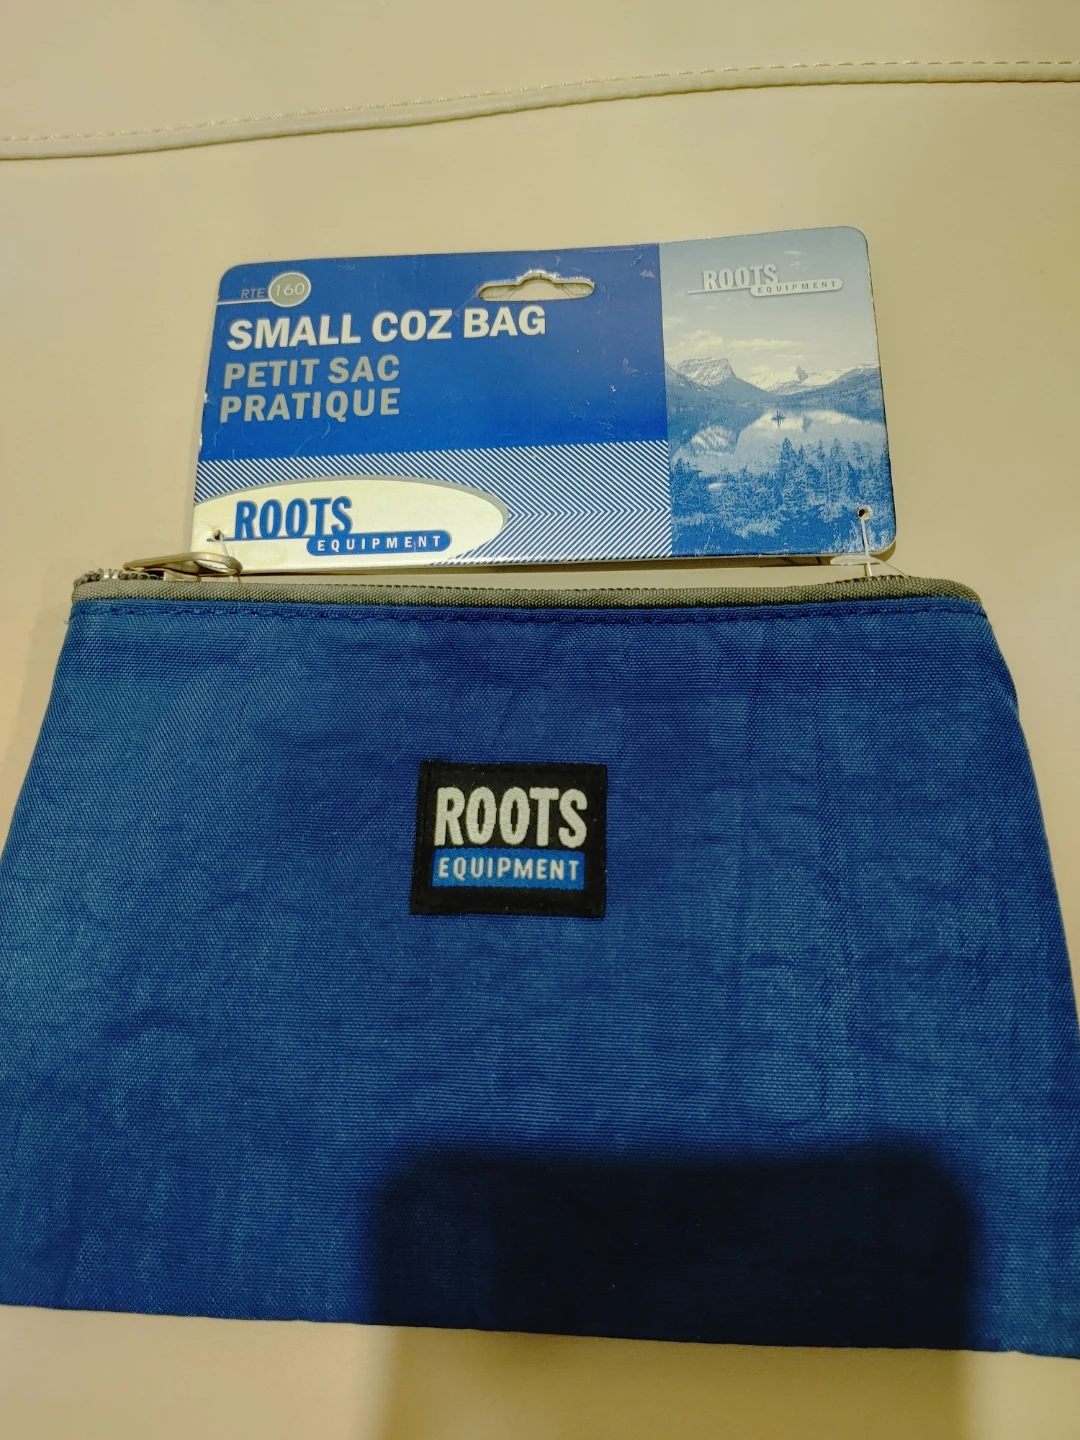 RTE 160
SMALL COZ BAG
PETIT SAC
PRATIQUE
ROOTS
EQUIPMENT
ROOTS
EQUIPMENT
ROOTS
EQUIPMENT